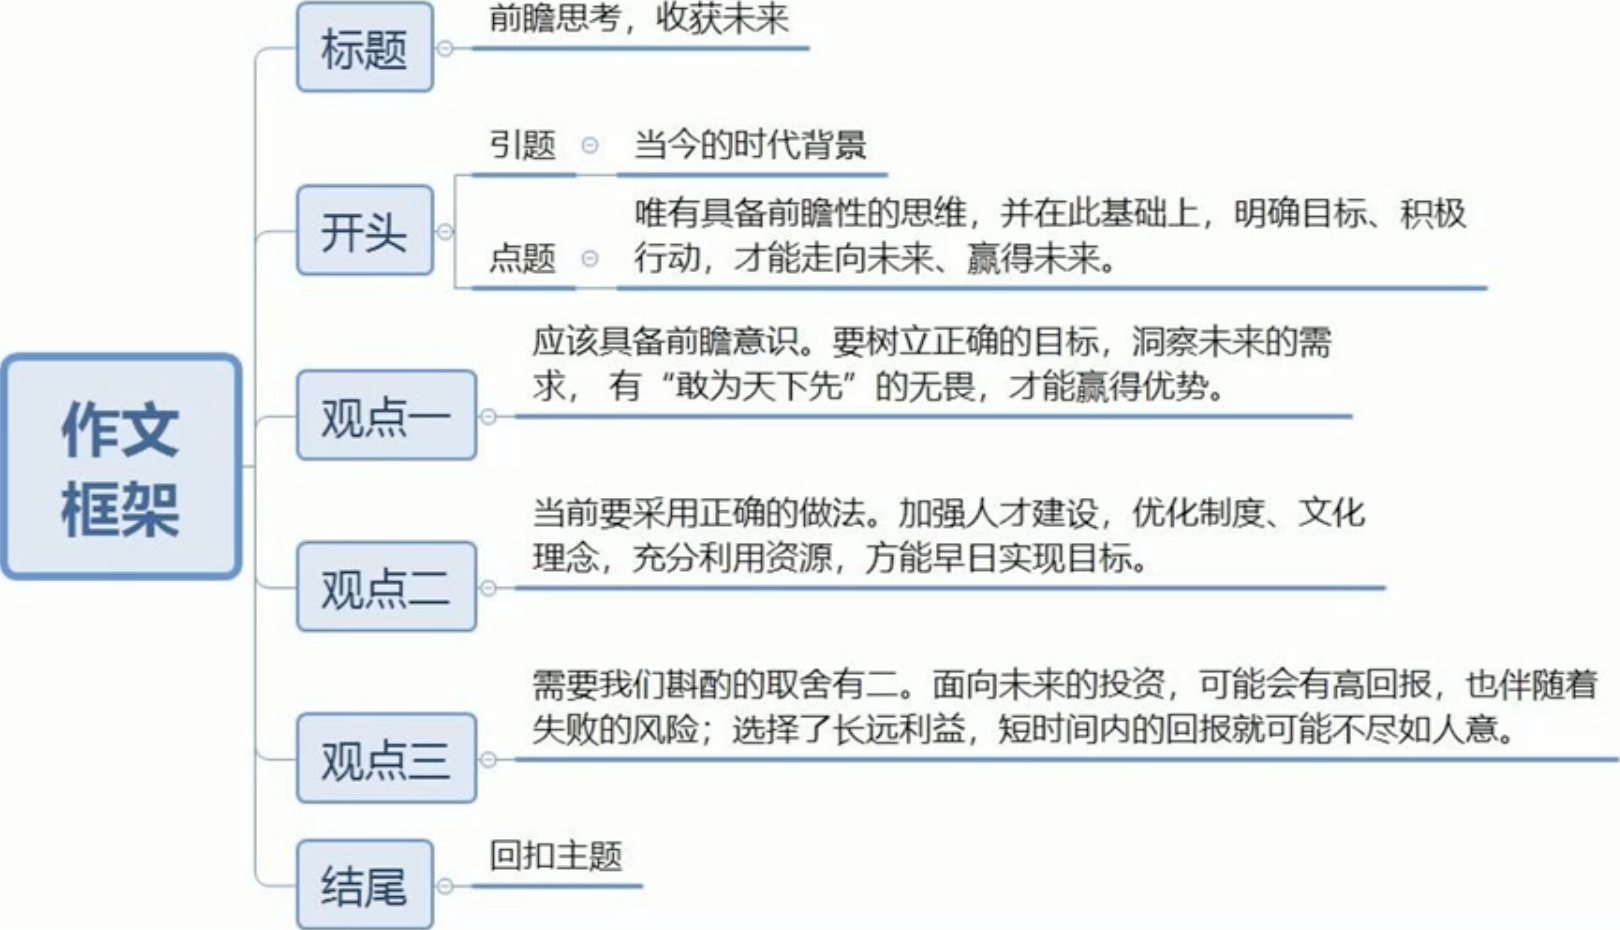 作文
框架
标题
前瞻思考，收获未来
开头
引题
当今的时代背景
点题
唯有具备前瞻性的思维，并在此基础上，明确目标、积极
行动，才能走向未来、赢得未来。
观点一
应该具备前瞻意识。要树立正确的目标，洞察未来的需
求， 有“敢为天下先”的无畏，才能赢得优势。
观点二
当前要采用正确的做法。加强人才建设，优化制度、文化
理念，充分利用资源，方能早日实现目标。
观点三
需要我们斟酌的取舍有二。面向未来的投资，可能会有高回报，也伴随着
失败的风险；选择了长远利益，短时间内的回报就可能不尽如人意。
结尾
回扣主题